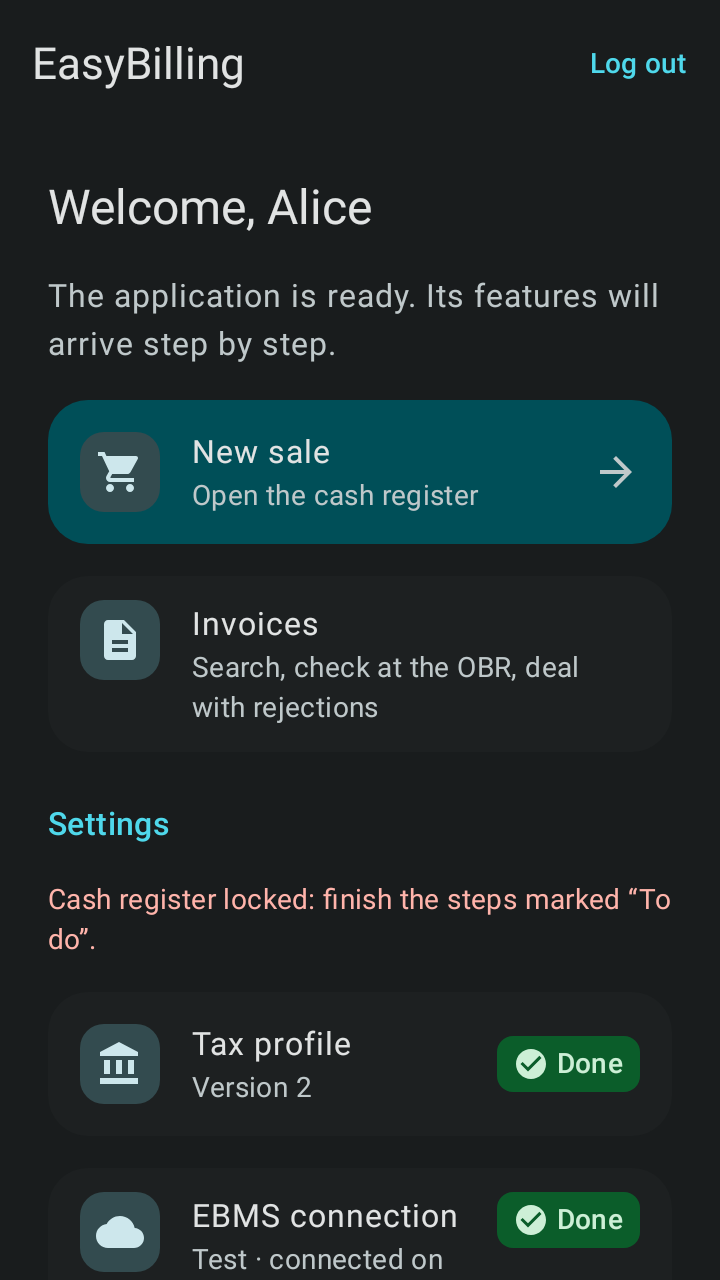 EasyBilling
Log out
Welcome, Alice
The application is ready. Its features will
arrive step by step.
New sale
Open the cash register
Invoices
Search, check at the OBR, deal
with rejections
Settings
Cash register locked: finish the steps marked “To
do”.
Tax profile
Version 2
Done
EBMS connection
Test · connected on
Done